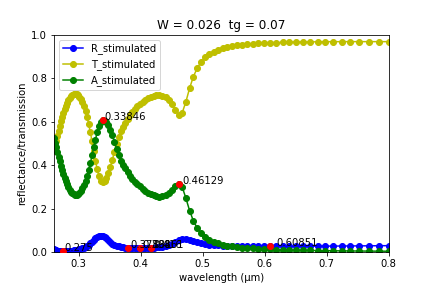 W = 0.026  tg = 0.07
R_stimulated
T_stimulated
A_stimulated
reflectance/transmission
1.0
0.8
0.6
0.4
0.2
0.0
0.33846
0.46129
0.60851
0.3
0.4
0.5
0.6
0.7
0.8
wavelength (μm)